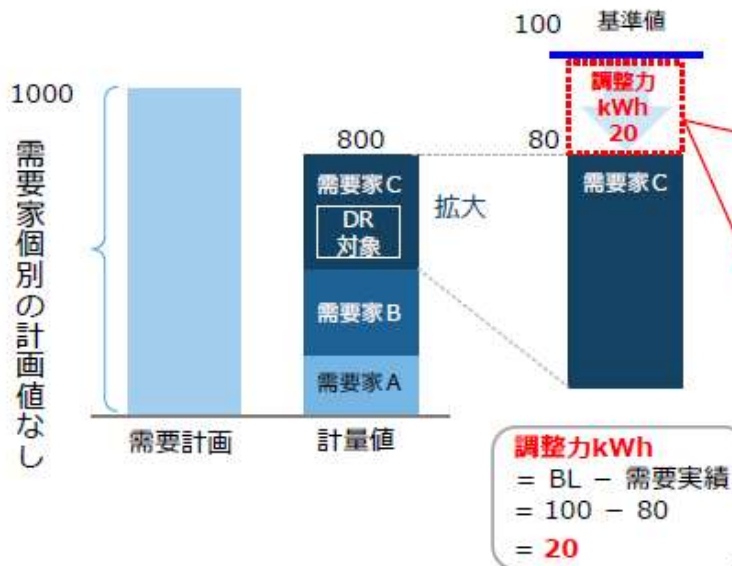 100 基準値
1000
調整力
kWh
20
800
80
需要家C
DR
対象
拡大
需要家C
需要家B
需要家A
需要家個別の計画値なし
需要計画
計量値
調整力kWh
= BL － 需要実績
= 100 － 80
= 20